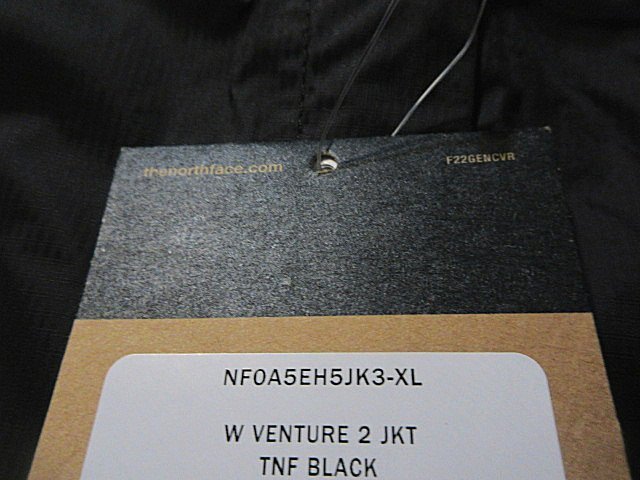 thenorthface.com
F22GENCVR
NF0A5EH5JK3-XL
W VENTURE 2 JKT
TNF BLACK